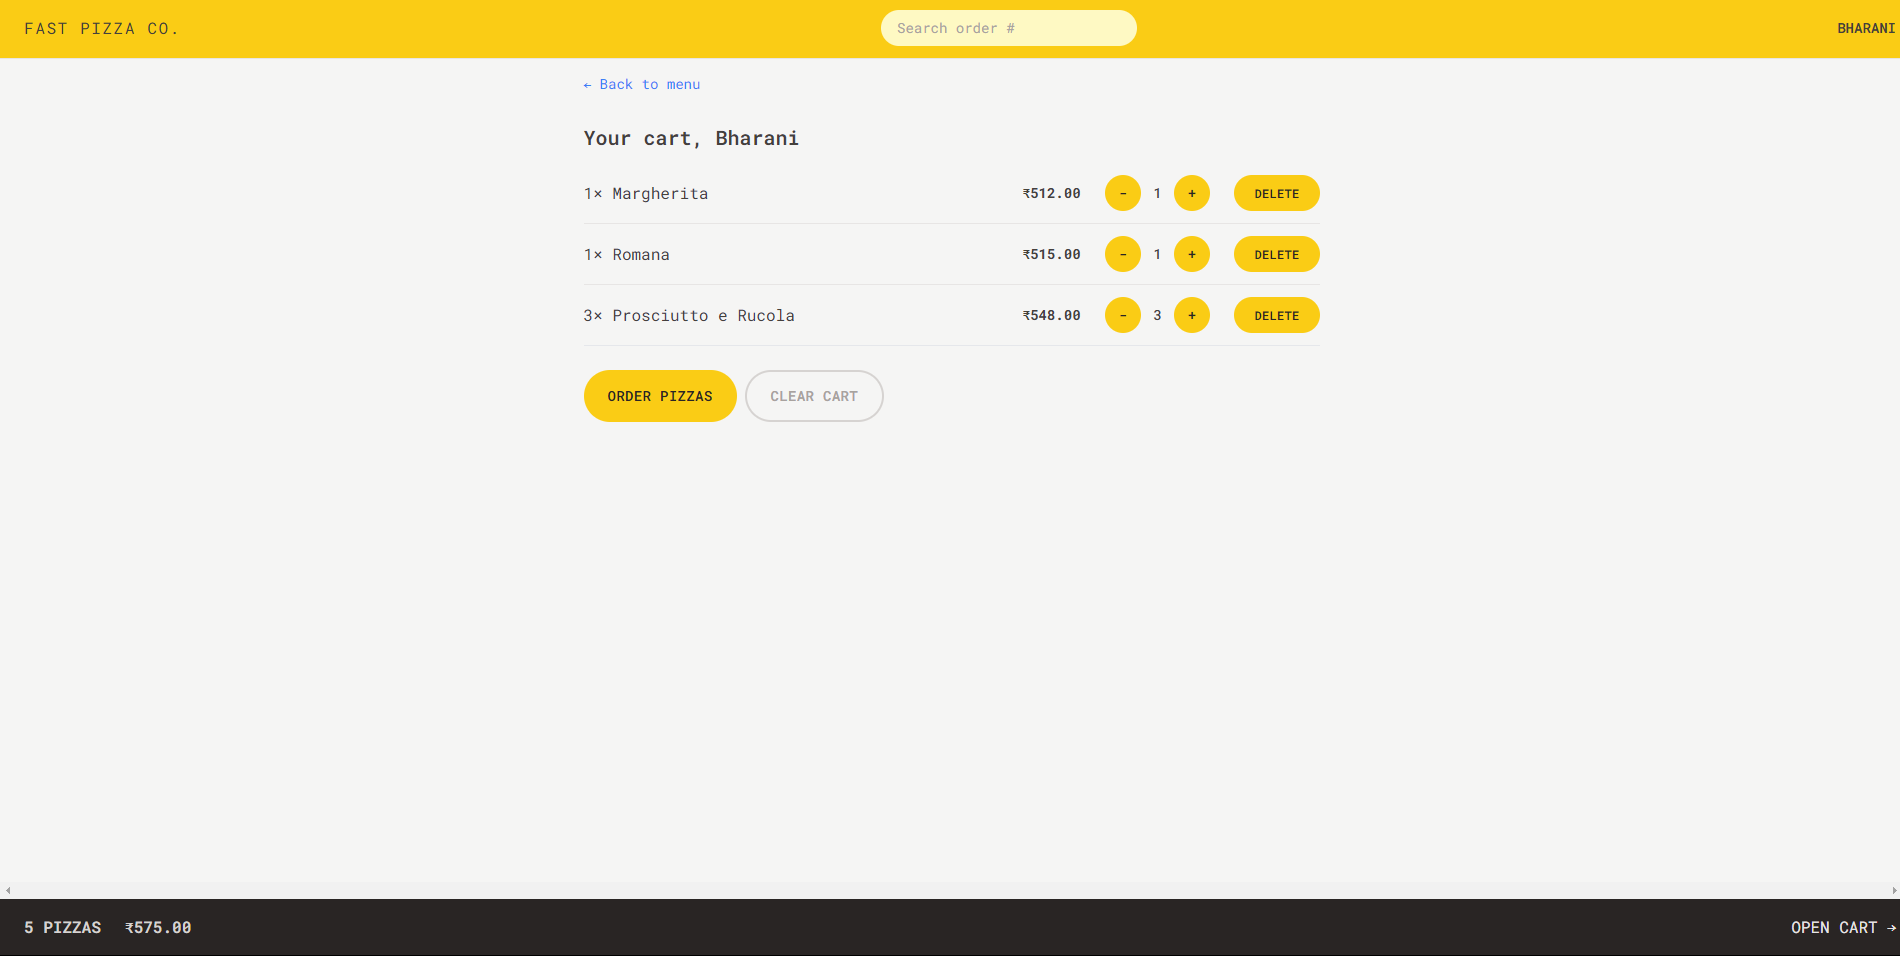 FAST PIZZA CO. Search order # BHARANI
← Back to menu
Your cart, Bharani
1× Margherita ₹512.00 - 1 + DELETE
1× Romana ₹515.00 - 1 + DELETE
3× Prosciutto e Rucola ₹548.00 - 3 + DELETE
ORDER PIZZAS CLEAR CART
5 PIZZAS ₹575.00 OPEN CART →